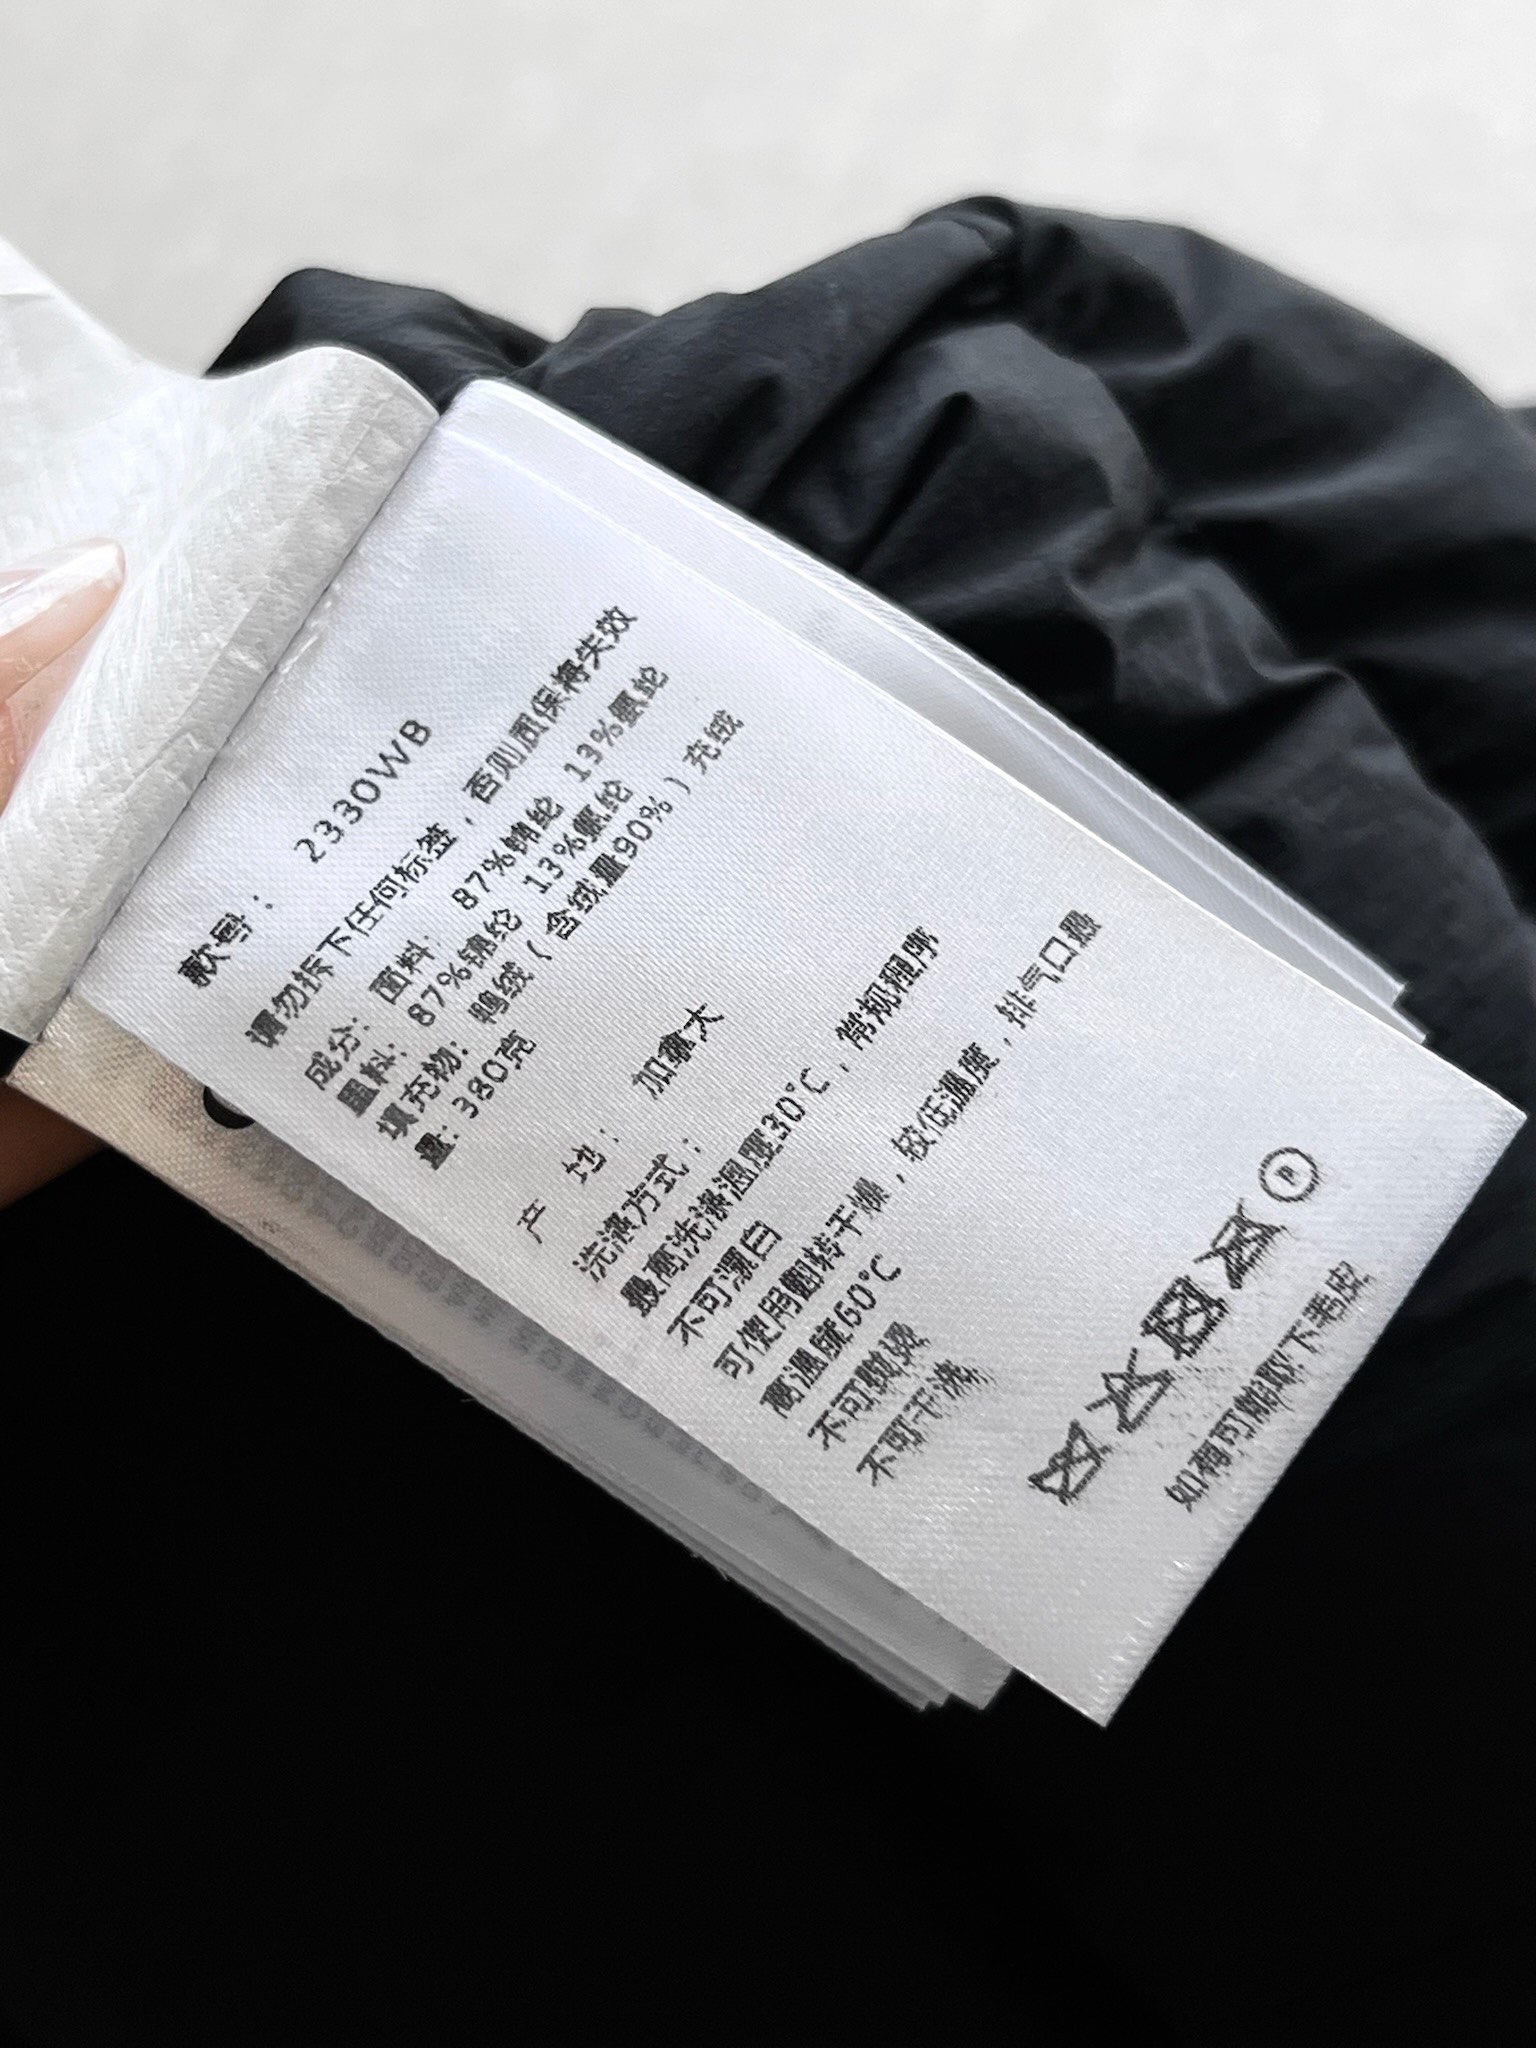 款号： 2330WB
请勿拆下任何标签，否则质保将失效
成分： 面料： 87%锦纶 13%氨纶
里料： 87%锦纶 13%氨纶
填充物： 鸭绒（含绒量90%）充绒
量：380克
产 地： 加拿大
洗涤方式：
最高洗涤温度30℃，常规程序
不可漂白
可使用翻转干燥，较低温度，排气口最
高温度60℃
不可熨烫
不可干洗
P
如有可能取下毛皮